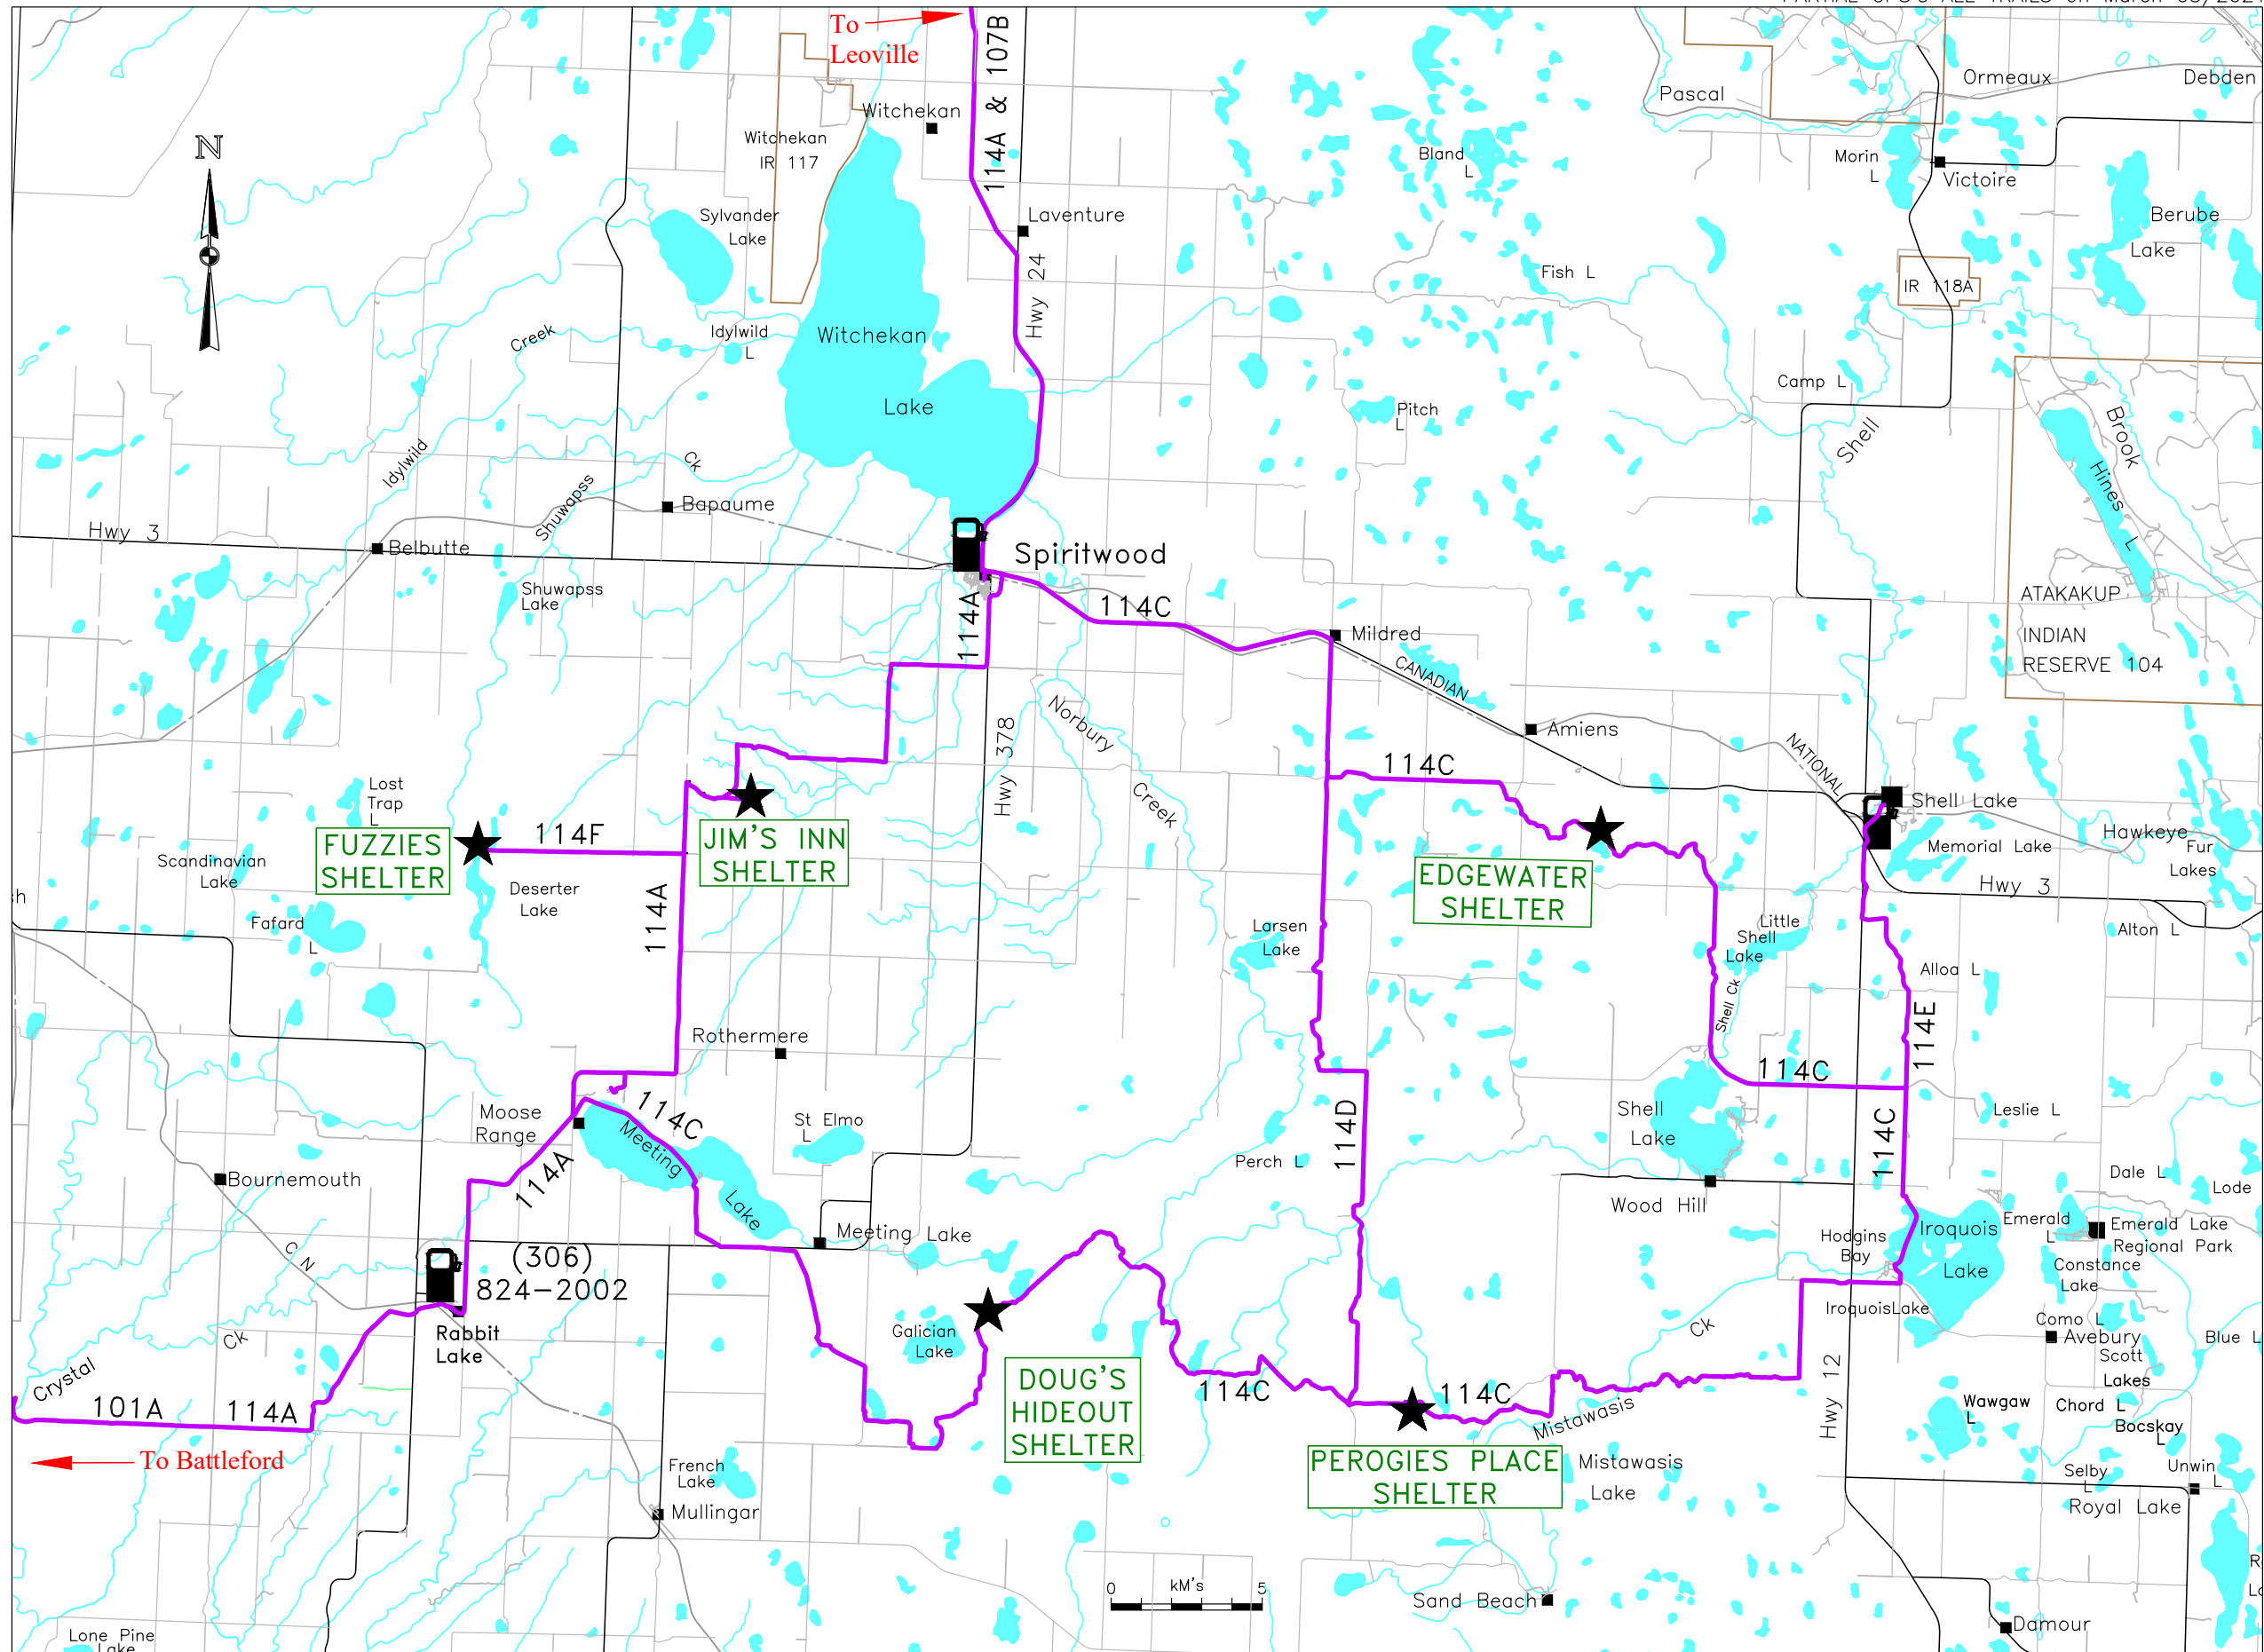 PARTIAL GPS'S ALL TRAILS on March
To
Leoville
114A & 107B
N
Witchekan
Witchekan
IR 117
Sylvander
Lake
Laventure
Hwy 24
Witchekan
Lake
Idylwild
L
Creek
Idylwild
Shuwapss
Ck
Bapaume
Hwy 3
Belbutte
Shuwapss
Lake
Spiritwood
114A
114C
Mildred
CANADIAN
NATIONAL
Amiens
Pascal
Ormeaux
Debden
Bland
L
Morin
L
Victoire
Berube
Lake
Fish L
IR 118A
Pitch
L
Camp L
Shell
Brook
Hines L
ATAKAKUP
INDIAN
RESERVE 104
Norbury
Creek
Hwy 378
Lost
Trap
L
FUZZIES
SHELTER
114F
JIM'S INN
SHELTER
Scandinavian
Lake
Deserter
Lake
Fafard
L
114A
114C
EDGEWATER
SHELTER
Shell Lake
Memorial Lake
Hawkeye
Fur
Lakes
Hwy 3
Larsen
Lake
Little
Shell
Lake
Shell Ck
Alton L
Alloa L
114E
Rothermere
114C
Moose
Range
114C
Meeting
Lake
St Elmo
L
114A
114D
Perch L
Shell
Lake
Leslie L
114C
Dale L
Lode
Bournemouth
Wood Hill
Meeting Lake
Hodgins
Bay
Iroquois
Lake
Emerald
L
Emerald Lake
Regional Park
Constance
Lake
C N
(306)
824-2002
Rabbit
Lake
Galician
Lake
IroquoisLake
Como L
Avebury
Scott
Lakes
Blue L
Ck
Crystal
101A
114A
To Battleford
DOUG'S
HIDEOUT
SHELTER
114C
114C
Ck
Mistawasis
Hwy 12
Wawgaw
L
Chord L
Bocskay
L
PEROGIES PLACE
SHELTER
Mistawasis
Lake
French
Lake
Mullingar
Selby
L
Unwin
L
Royal Lake
0
kM's
5
Sand Beach
Damour
Lone Pine
Lake